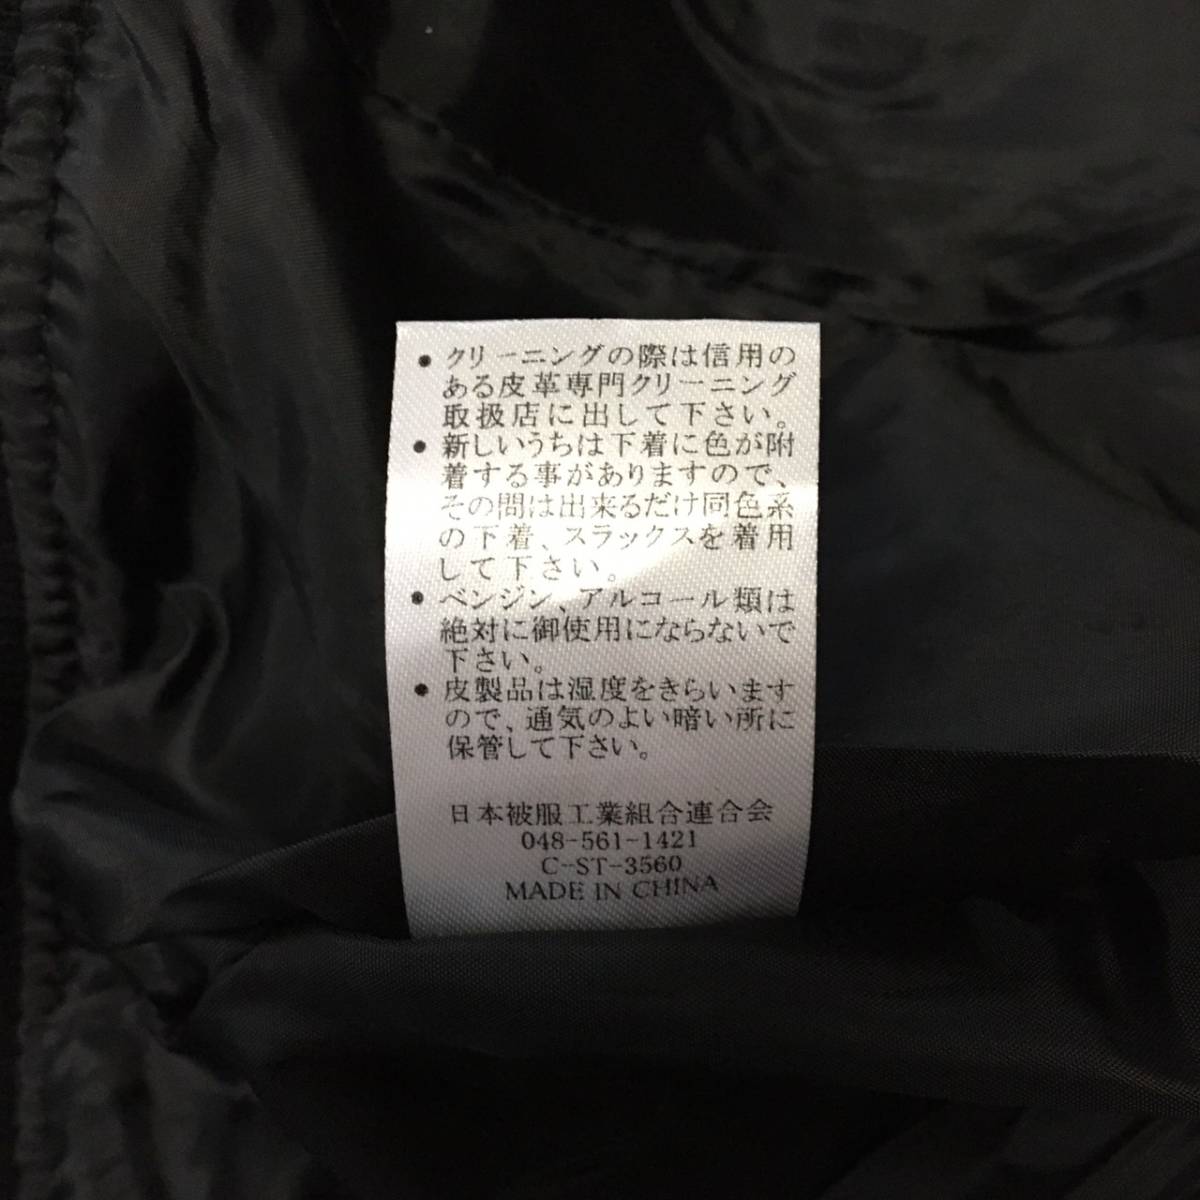 • クリーニングの際は信用の
ある皮革専門クリーニング
取扱店に出して下さい。
• 新しいうちは下着に色が附
着する事がありますので、
その間は出来るだけ同色系
の下着、スラックスを着用
して下さい。
• ベンジン、アルコール類は
絶対に御使用にならないで
下さい。
• 皮製品は湿度をきらいます
ので、通気のよい暗い所に
保管して下さい。
日本被服工業組合連合会
048-561-1421
C-ST-3560
MADE IN CHINA